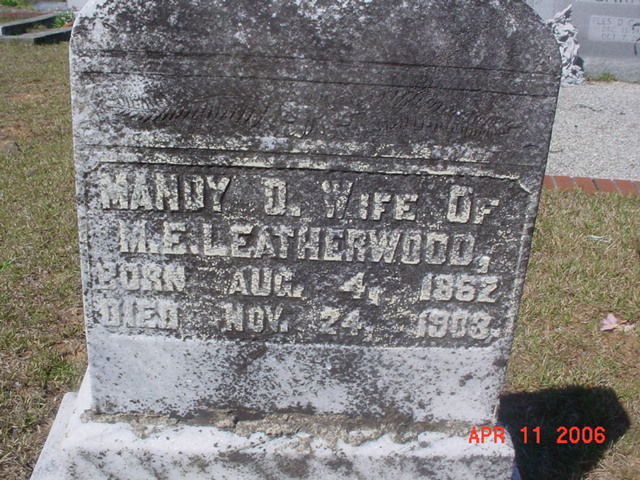 MANDY D. WIFE OF
M.E. LEATHERWOOD,
BORN AUG. 4, 1862
DIED NOV. 24, 1903.
APR 11 2006